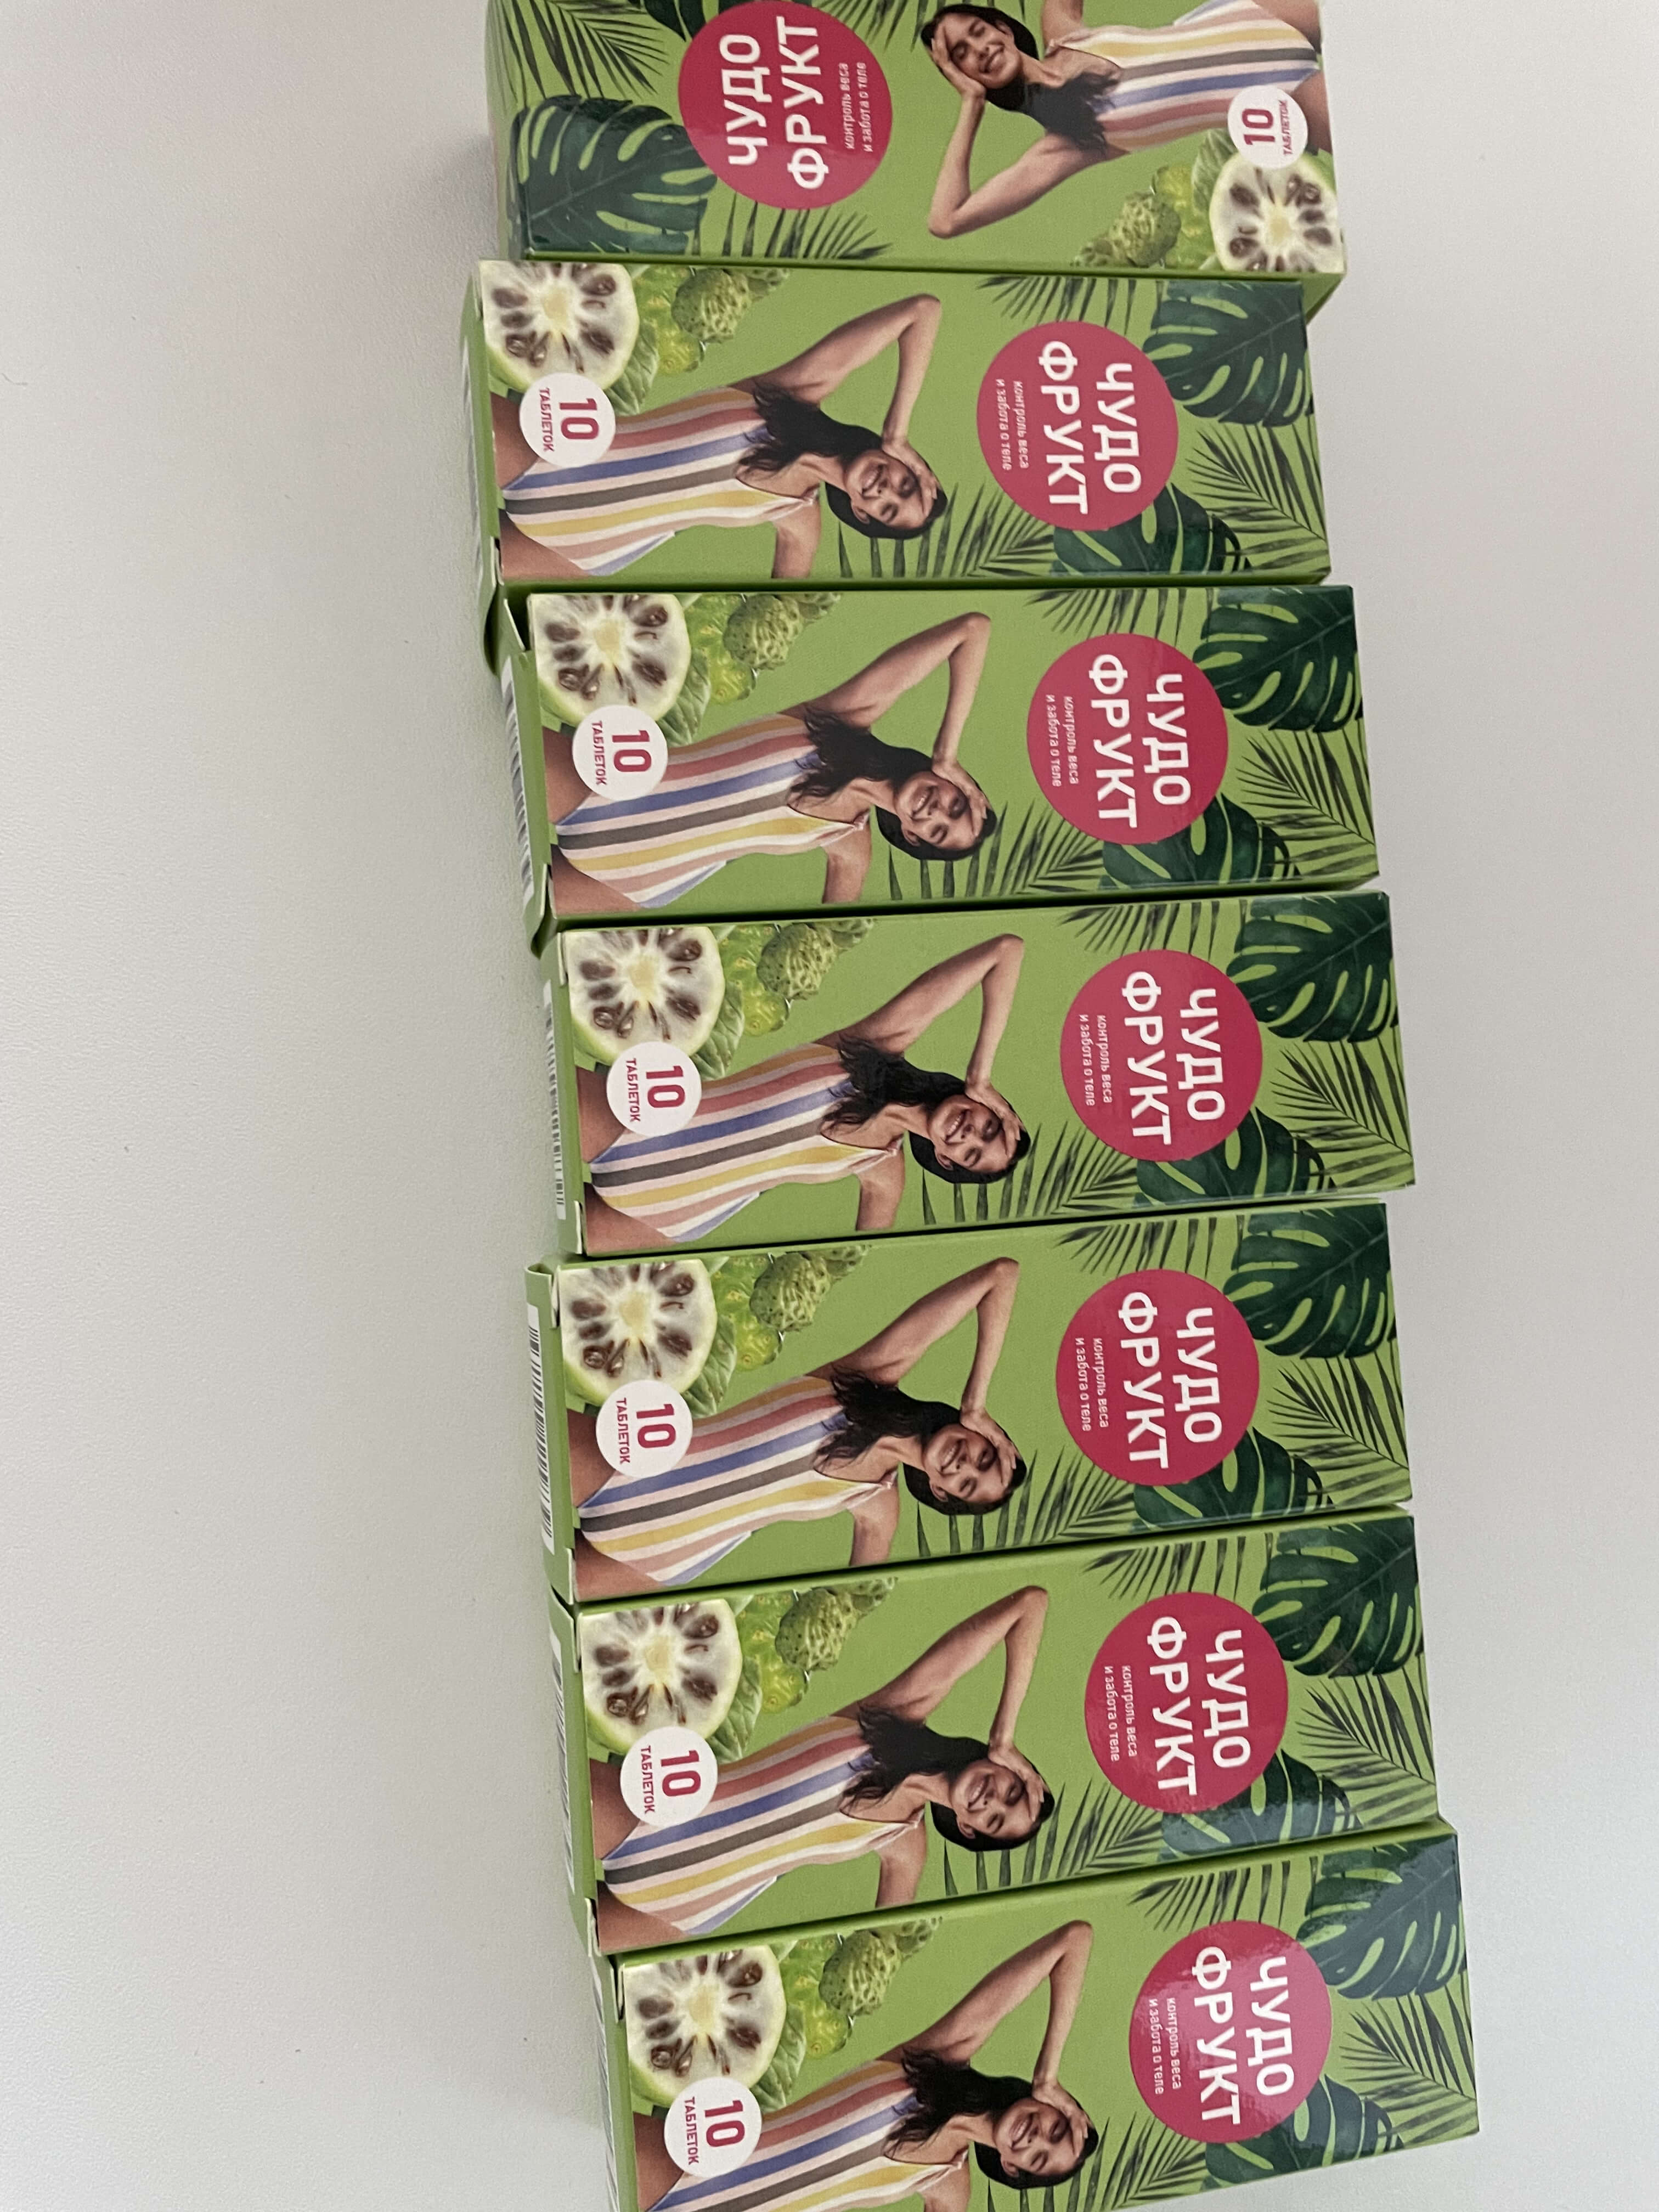 ЧУДО
ФРУКТ
контроль веса
и забота о теле
10
ТАБЛЕТОК
ЧУДО
ФРУКТ
контроль веса
и забота о теле
10
ТАБЛЕТОК
ЧУДО
ФРУКТ
контроль веса
и забота о теле
10
ТАБЛЕТОК
ЧУДО
ФРУКТ
контроль веса
и забота о теле
10
ТАБЛЕТОК
ЧУДО
ФРУКТ
контроль веса
и забота о теле
10
ТАБЛЕТОК
ЧУДО
ФРУКТ
контроль веса
и забота о теле
10
ТАБЛЕТОК
ЧУДО
ФРУКТ
контроль веса
и забота о теле
10
ТАБЛЕТОК